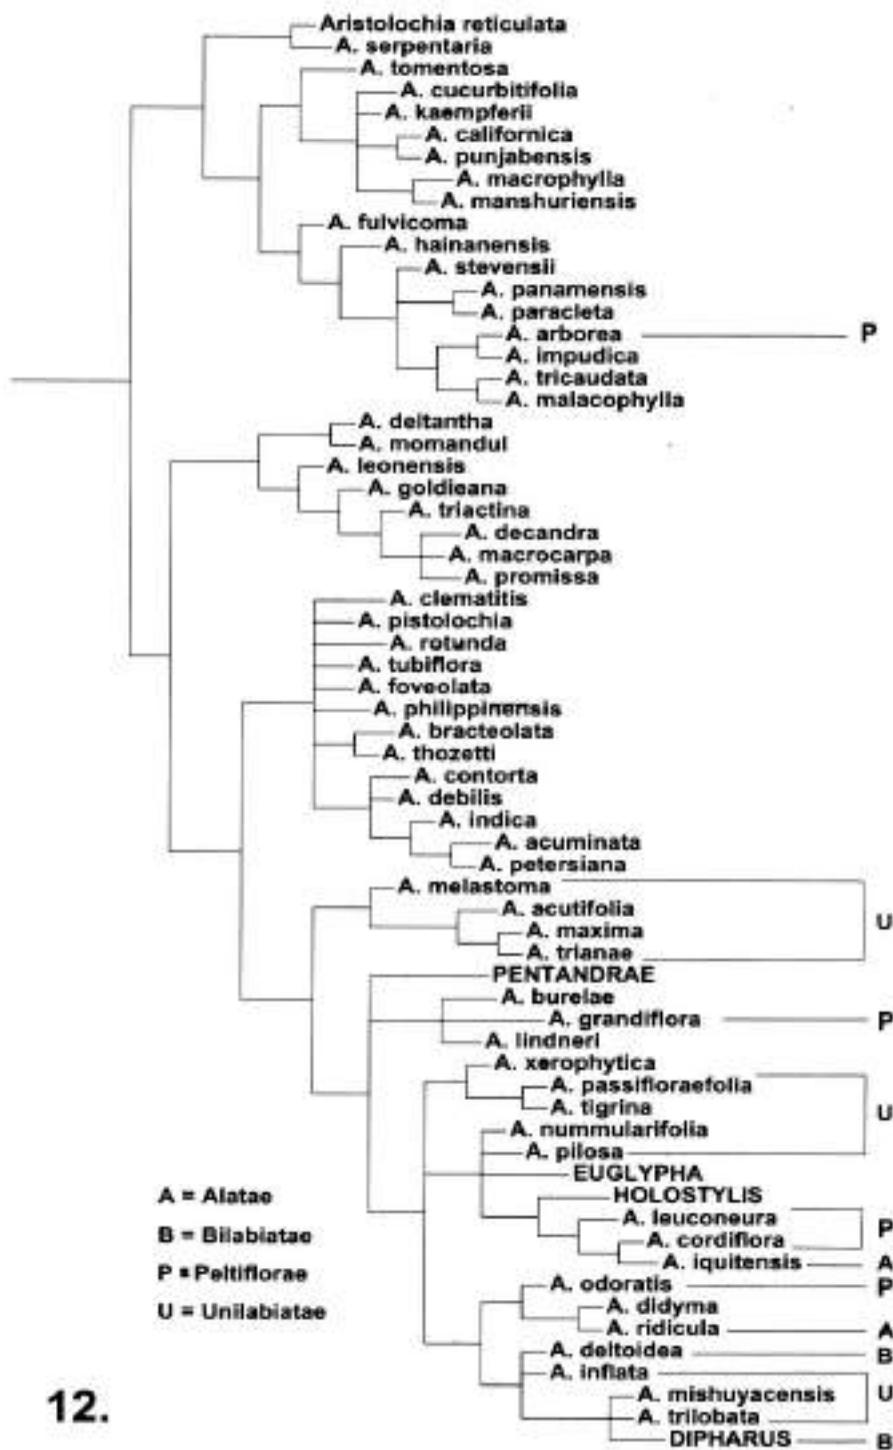 Aristolochia reticulata
A. serpentaria
A. tomentosa
A. cucurbitifolia
A. kaempferii
A. californica
A. punjabensis
A. macrophylla
A. manshuriensis
A. fulvicoma
A. hainanensis
A. stevensii
A. panamensis
A. paracleta
A. arborea P
A. impudica
A. tricaudata
A. malacophylla
A. deltantha
A. momandul
A. leonensis
A. goldieana
A. triactina
A. decandra
A. macrocarpa
A. promissa
A. clematitis
A. pistolochia
A. rotunda
A. tubiflora
A. foveolata
A. philippinensis
A. bracteolata
A. thozetti
A. contorta
A. debilis
A. indica
A. acuminata
A. petersiana
A. melastoma
A. acutifolia
U
A. maxima
A. trianae
PENTANDRAE
A. burelae
A. grandiflora P
A. lindneri
A. xerophytica
A. passifloraefolia
A. tigrina
U
A. nummularifolia
A. pilosa
EUGLYPHA
A = Alatae
HOLOSTYLIS
A. leuconeura
P
B = Bilabiatae
A. cordiflora
A. iquitensis A
P = Peltiflorae
A. odoratis P
A. didyma
U = Unilabiatae
A. ridicula A
A. deltoidea B
A. inflata
A. mishuyacensis
U
12.
A. trilobata
DIPHARUS B